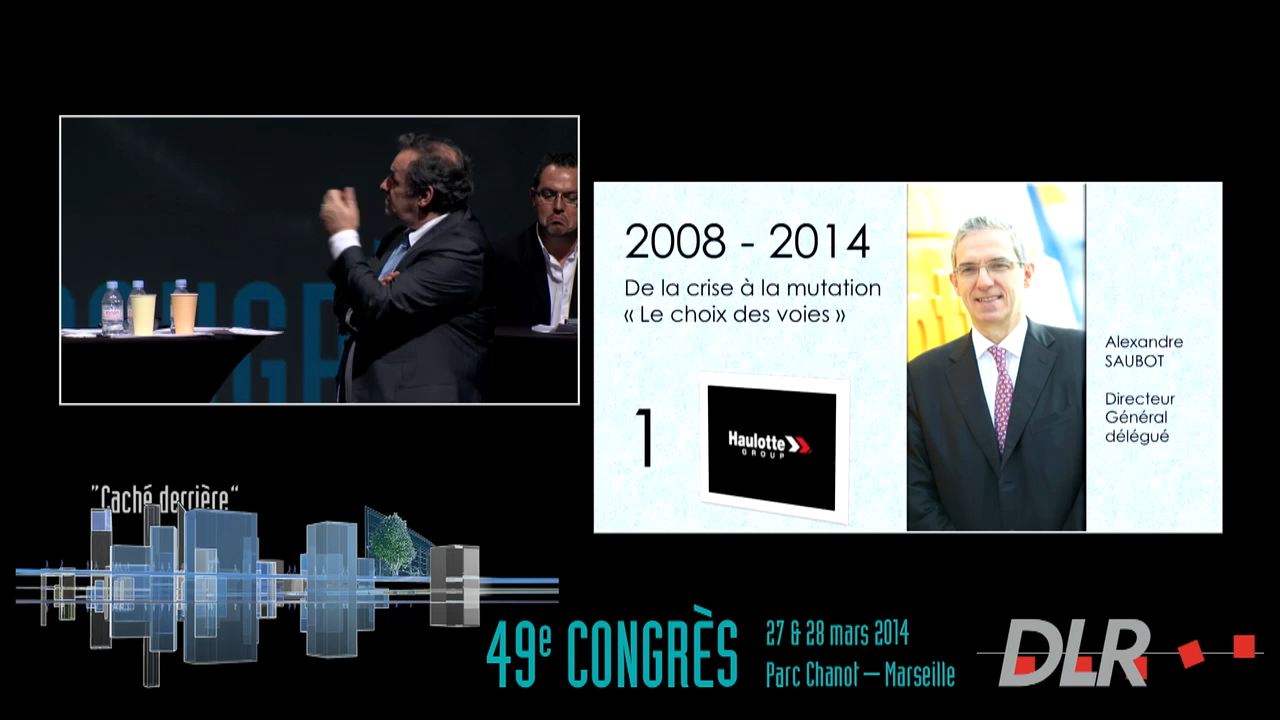 2008 - 2014
De la crise à la mutation
« Le choix des voies »
1
Haulotte
GROUP
Alexandre
SAUBOT
Directeur
Général
délégué
"Caché derrière"
49e CONGRÈS
27 & 28 mars 2014
Parc Chanot – Marseille
DLR